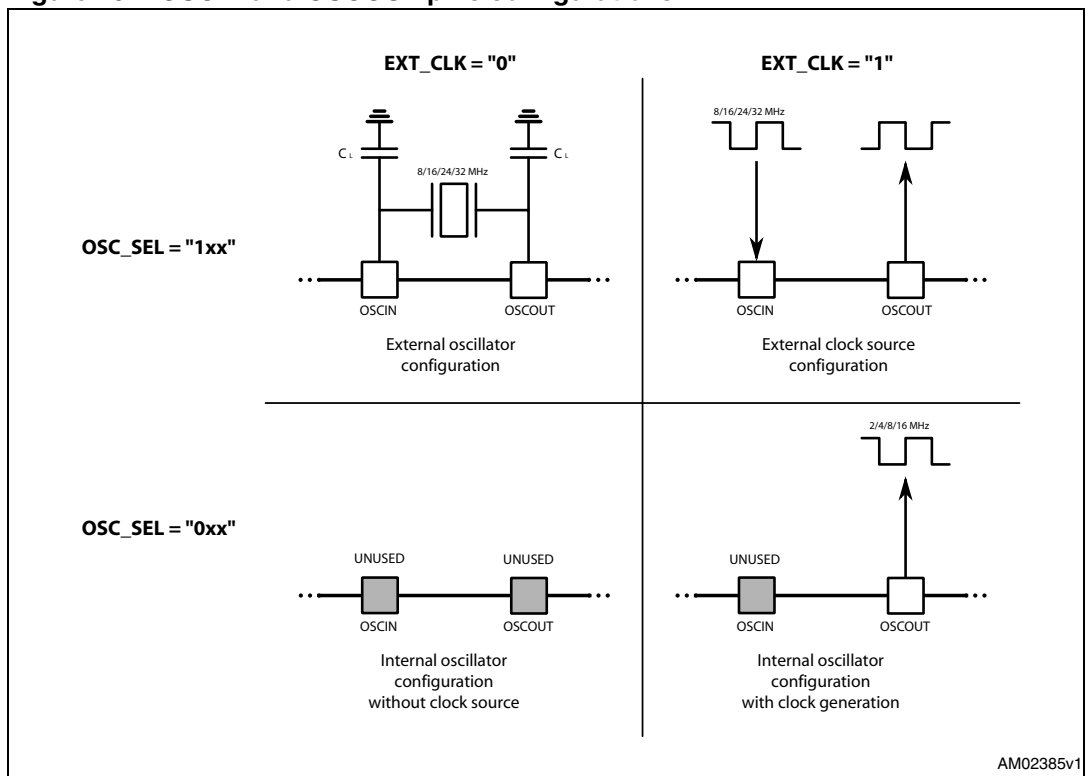 EXT_CLK = "0"
EXT_CLK = "1"
OSC_SEL = "1xx"
C L
C L
8/16/24/32 MHz
OSCIN
OSCOUT
External oscillator
configuration
8/16/24/32 MHz
OSCIN
OSCOUT
External clock source
configuration
OSC_SEL = "0xx"
UNUSED
UNUSED
OSCIN
OSCOUT
Internal oscillator
configuration
without clock source
2/4/8/16 MHz
UNUSED
OSCIN
OSCOUT
Internal oscillator
configuration
with clock generation
AM02385v1